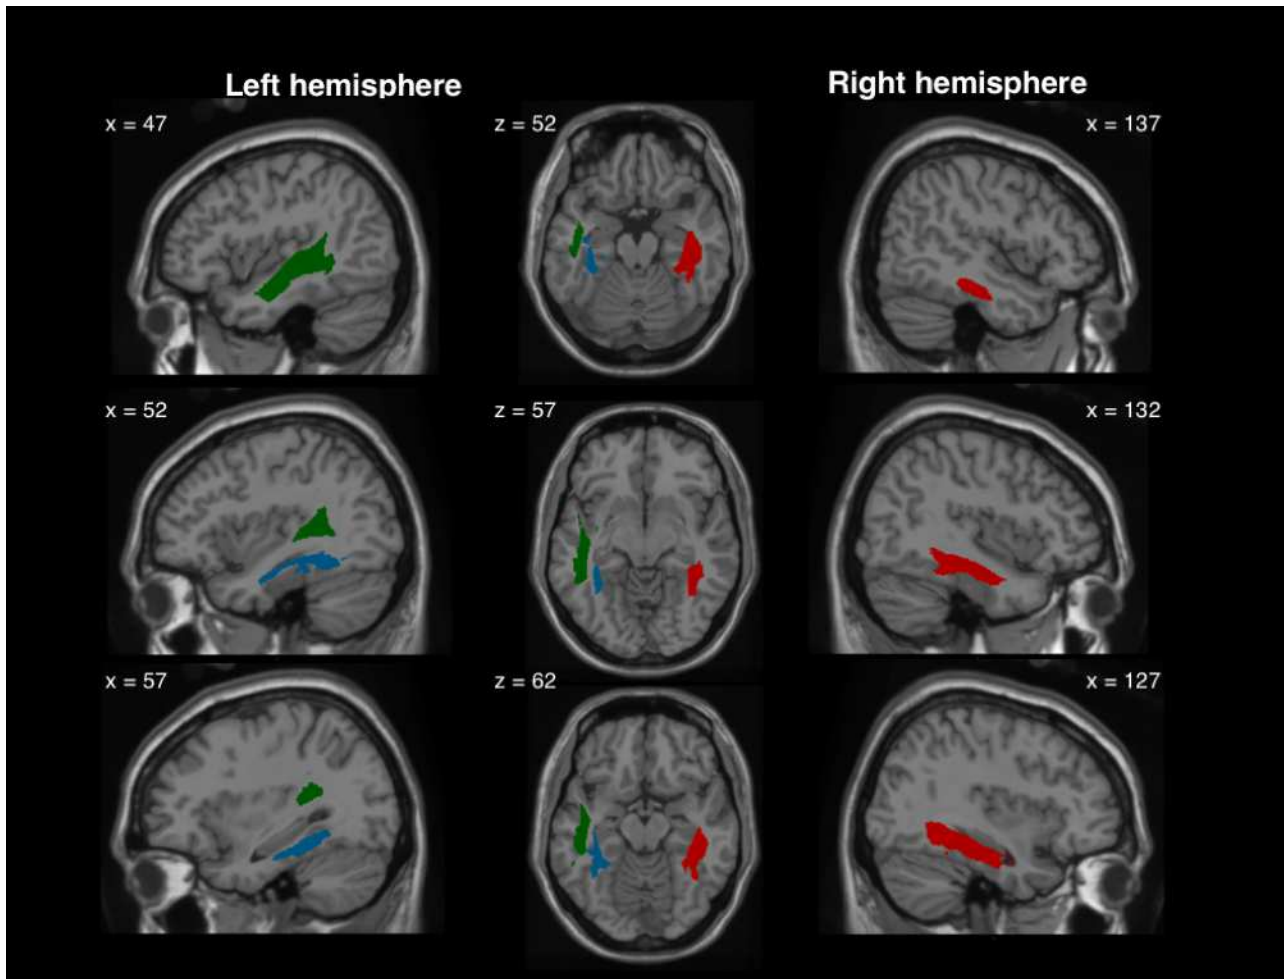 Left hemisphere
Right hemisphere
x = 47
z = 52
x = 137
x = 52
z = 57
x = 132
x = 57
z = 62
x = 127